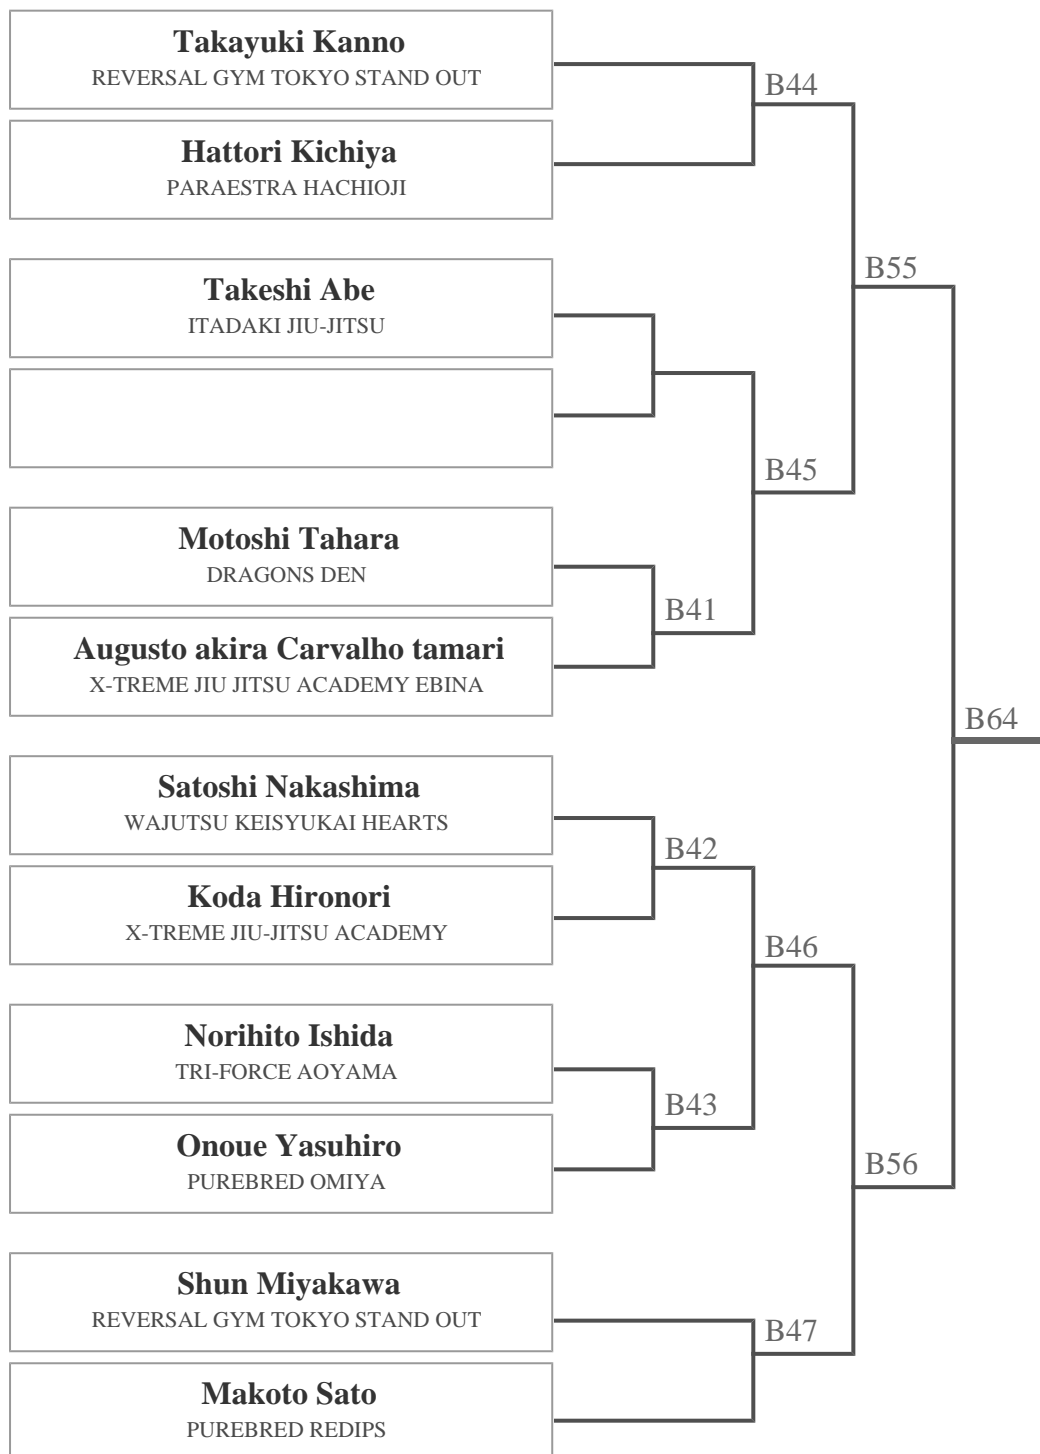 Takayuki Kanno
REVERSAL GYM TOKYO STAND OUT
B44
Hattori Kichiya
PARAESTRA HACHIOJI
B55
Takeshi Abe
ITADAKI JIU-JITSU
B45
Motoshi Tahara
DRAGONS DEN
B41
Augusto akira Carvalho tamari
X-TREME JIU JITSU ACADEMY EBINA
B64
Satoshi Nakashima
WAJUTSU KEISYUKAI HEARTS
B42
Koda Hironori
X-TREME JIU-JITSU ACADEMY
B46
Norihito Ishida
TRI-FORCE AOYAMA
B43
Onoue Yasuhiro
PUREBRED OMIYA
B56
Shun Miyakawa
REVERSAL GYM TOKYO STAND OUT
B47
Makoto Sato
PUREBRED REDIPS